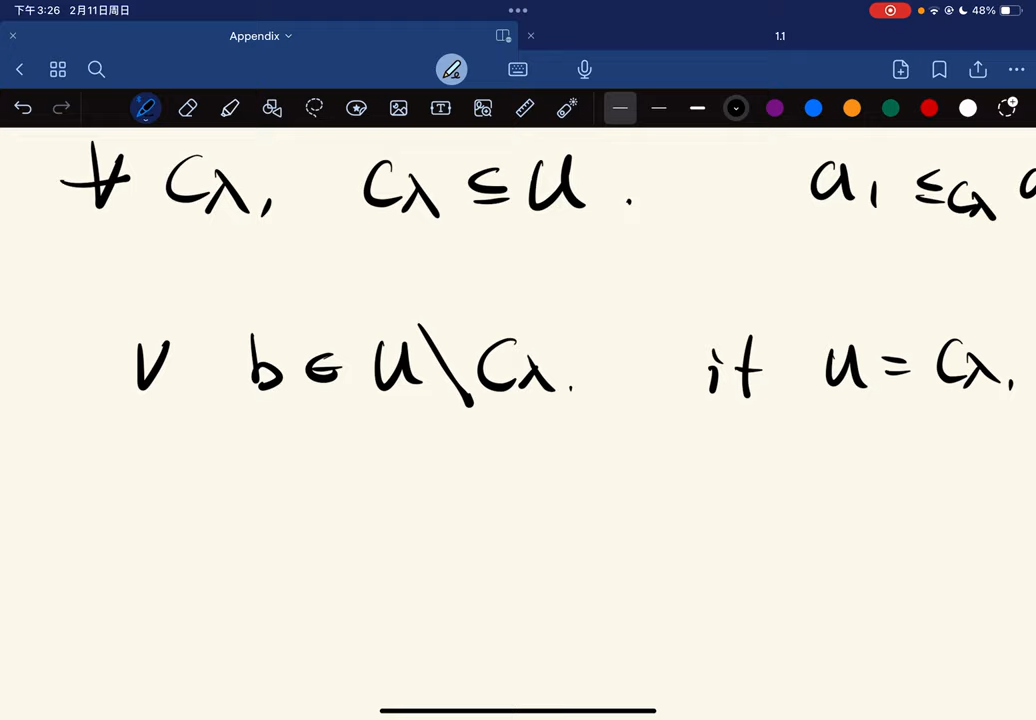 下午3:26 2月11日周日 48%
Appendix 1.1
∀ Cλ, Cλ ⊆ U . a₁ ≤Cλ
∀ b ∈ U \ Cλ. if U = Cλ.